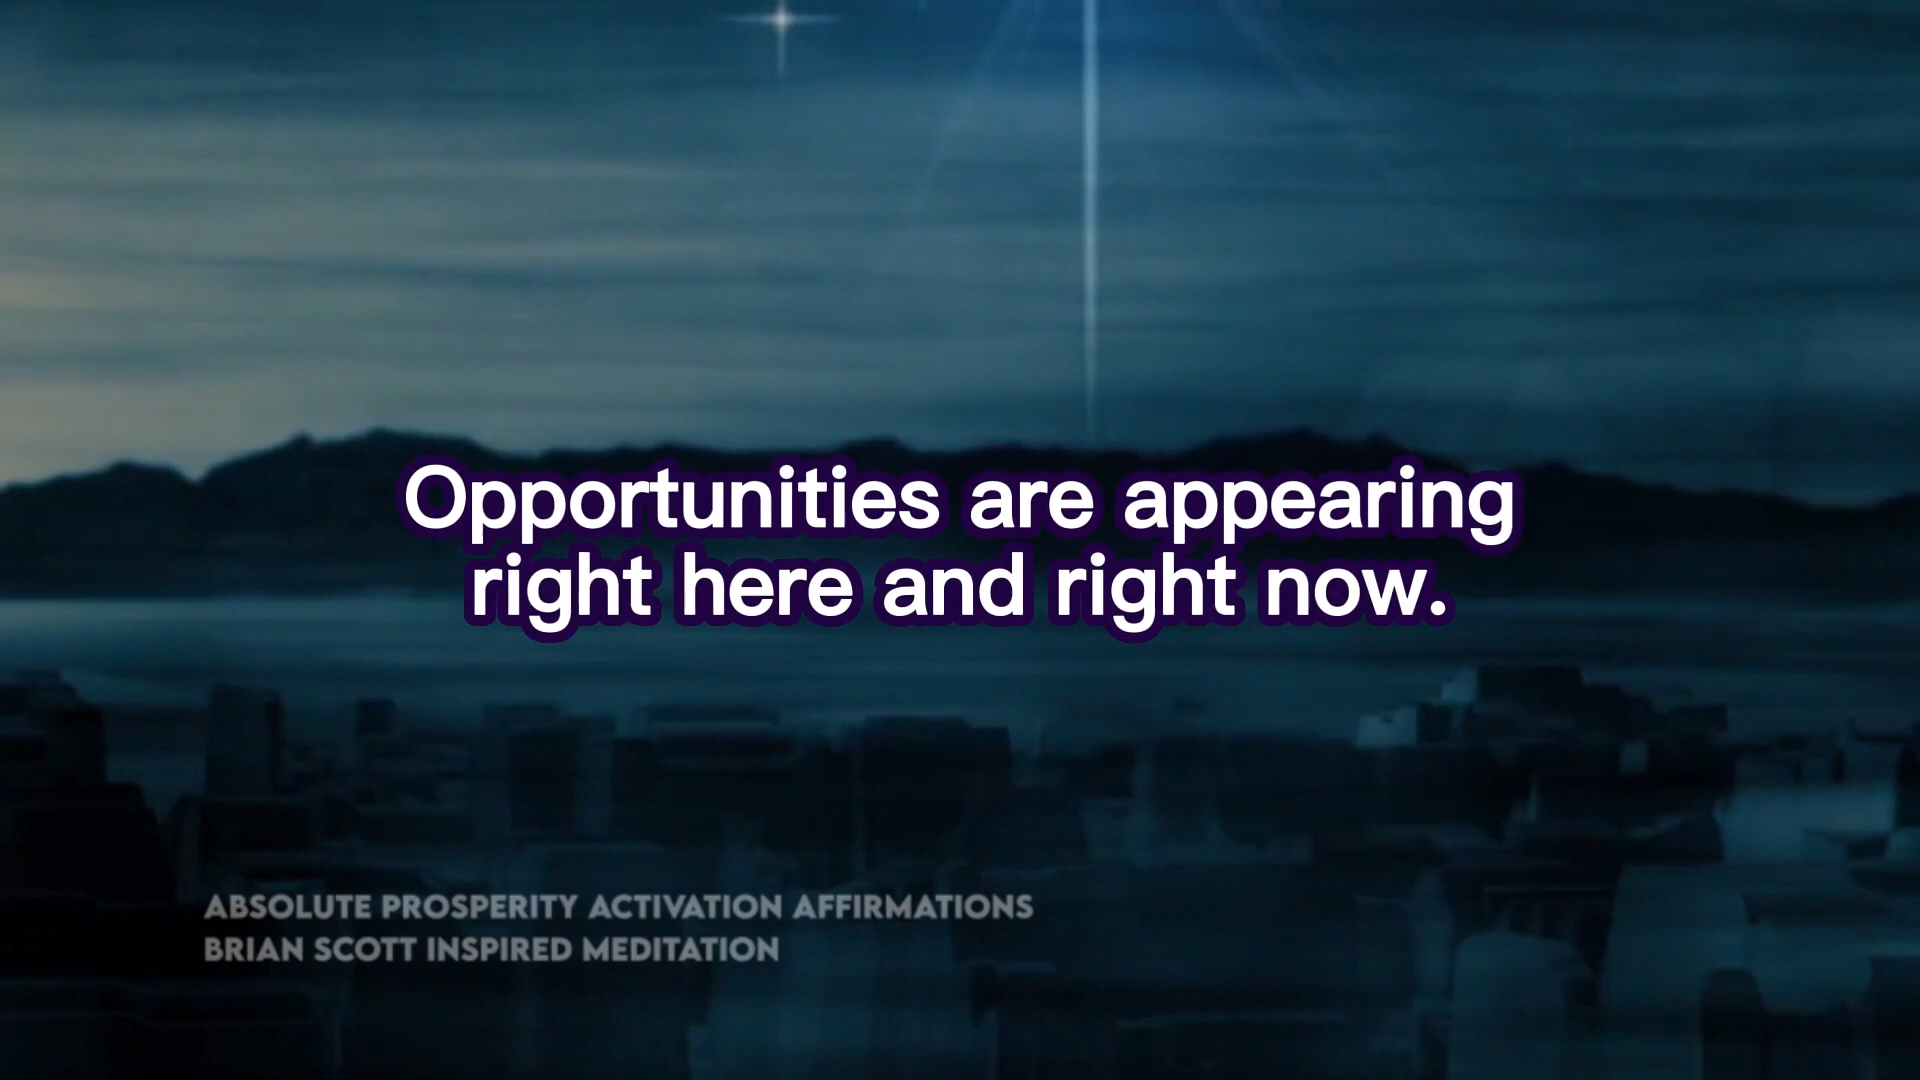 Opportunities are appearing
right here and right now.
ABSOLUTE PROSPERITY ACTIVATION AFFIRMATIONS
BRIAN SCOTT INSPIRED MEDITATION